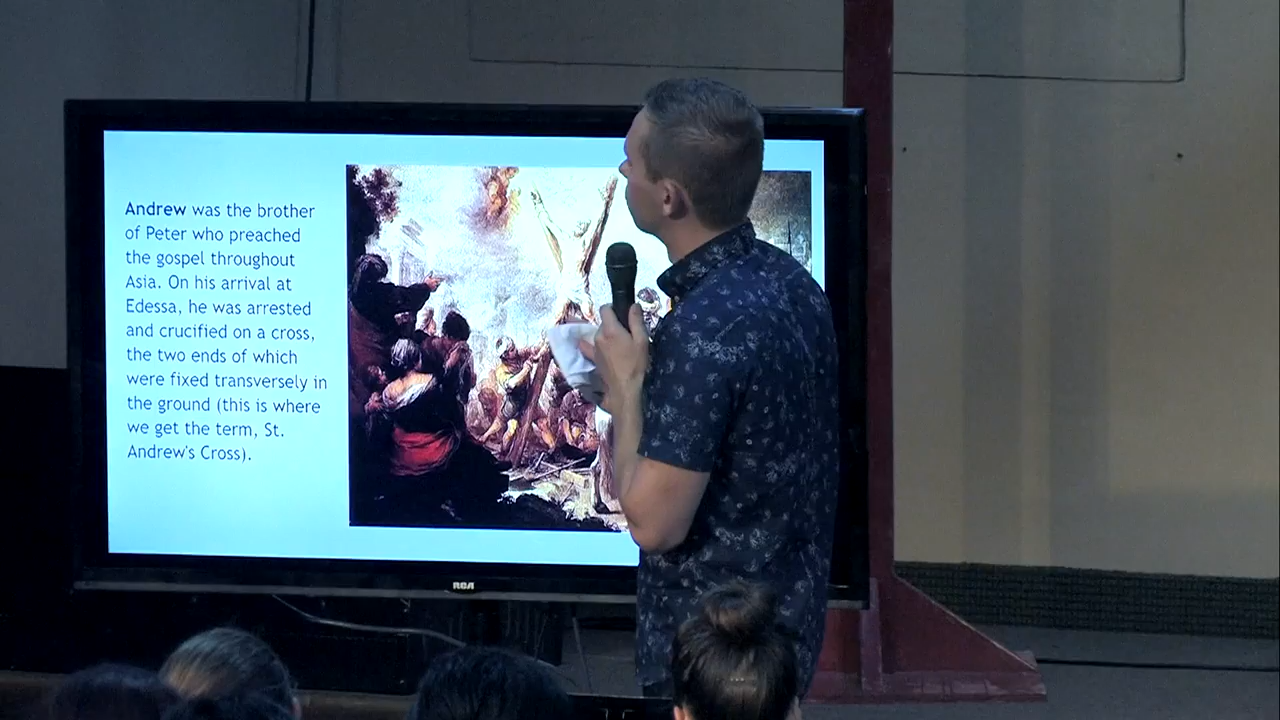 Andrew was the brother
of Peter who preached
the gospel throughout
Asia. On his arrival at
Edessa, he was arrested
and crucified on a cross,
the two ends of which
were fixed transversely in
the ground (this is where
we get the term, St.
Andrew's Cross).
RCA